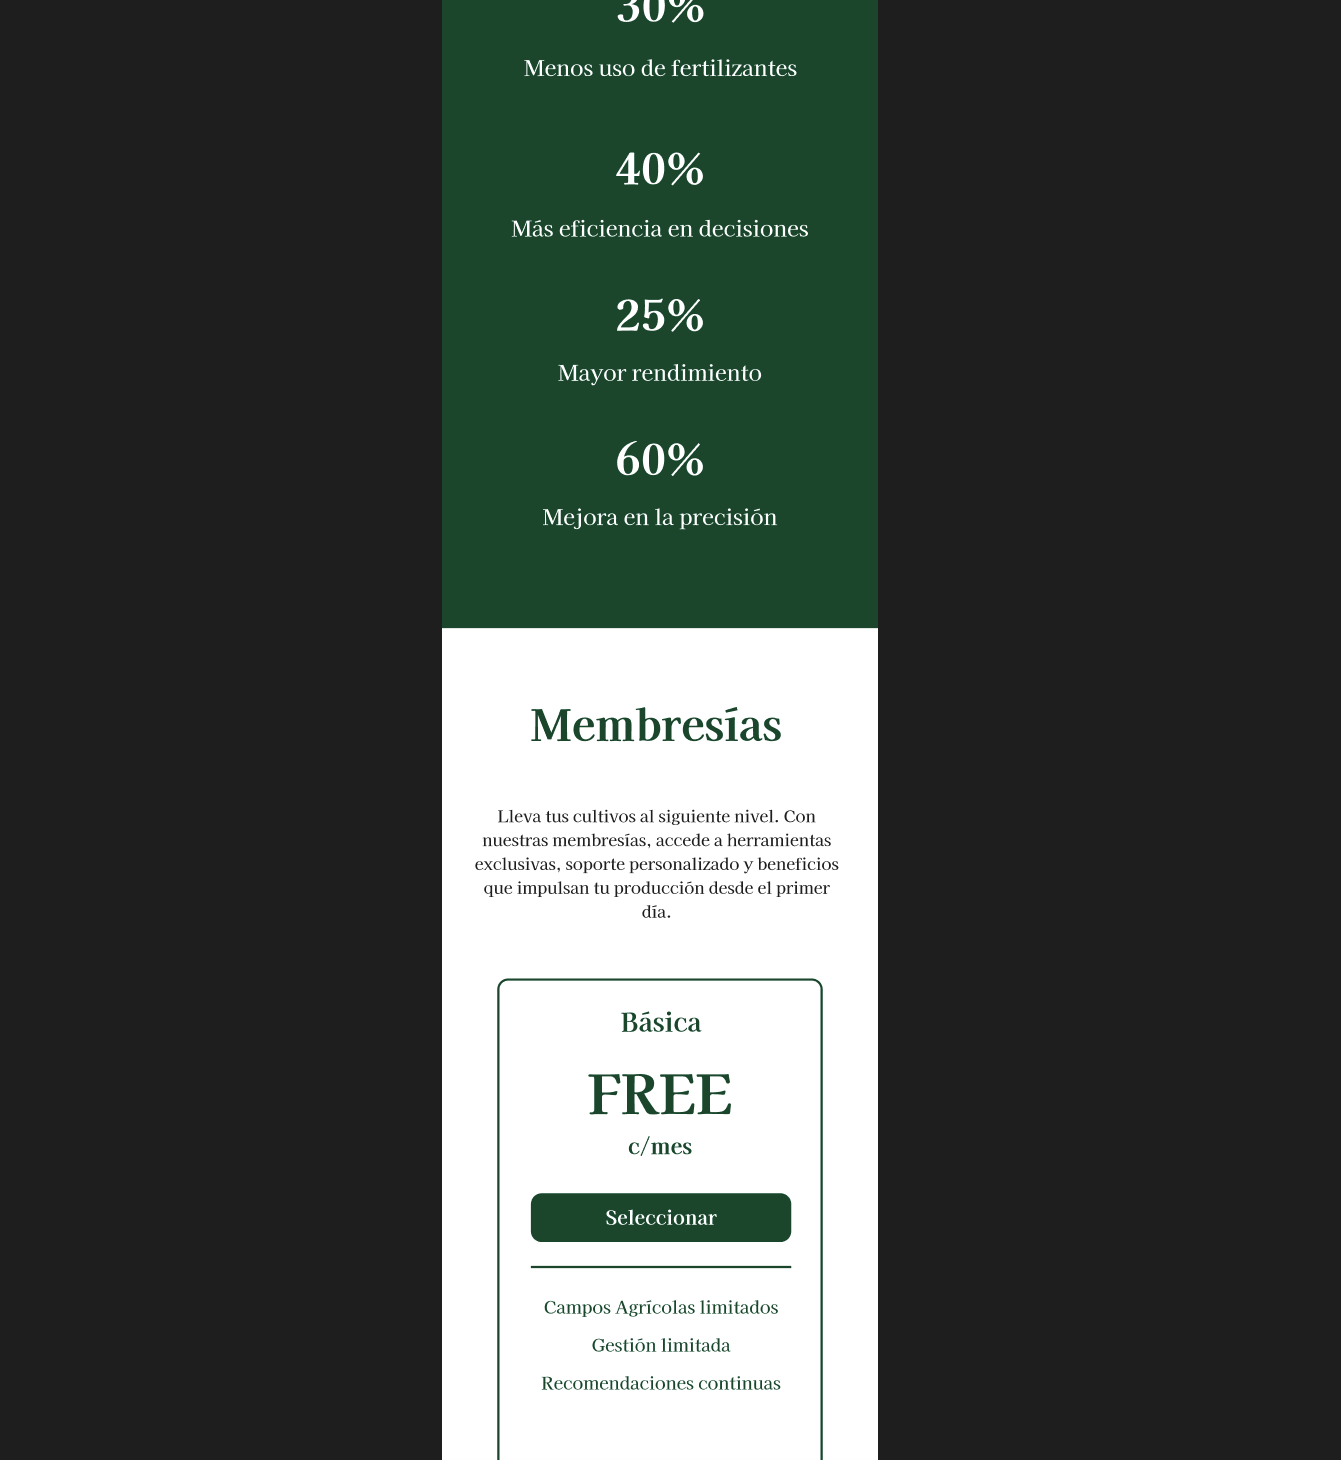 30%
Menos uso de fertilizantes
40%
Más eficiencia en decisiones
25%
Mayor rendimiento
60%
Mejora en la precisión
Membresías
Lleva tus cultivos al siguiente nivel. Con
nuestras membresías, accede a herramientas
exclusivas, soporte personalizado y beneficios
que impulsan tu producción desde el primer
día.
Básica
FREE
c/mes
Seleccionar
Campos Agrícolas limitados
Gestión limitada
Recomendaciones continuas